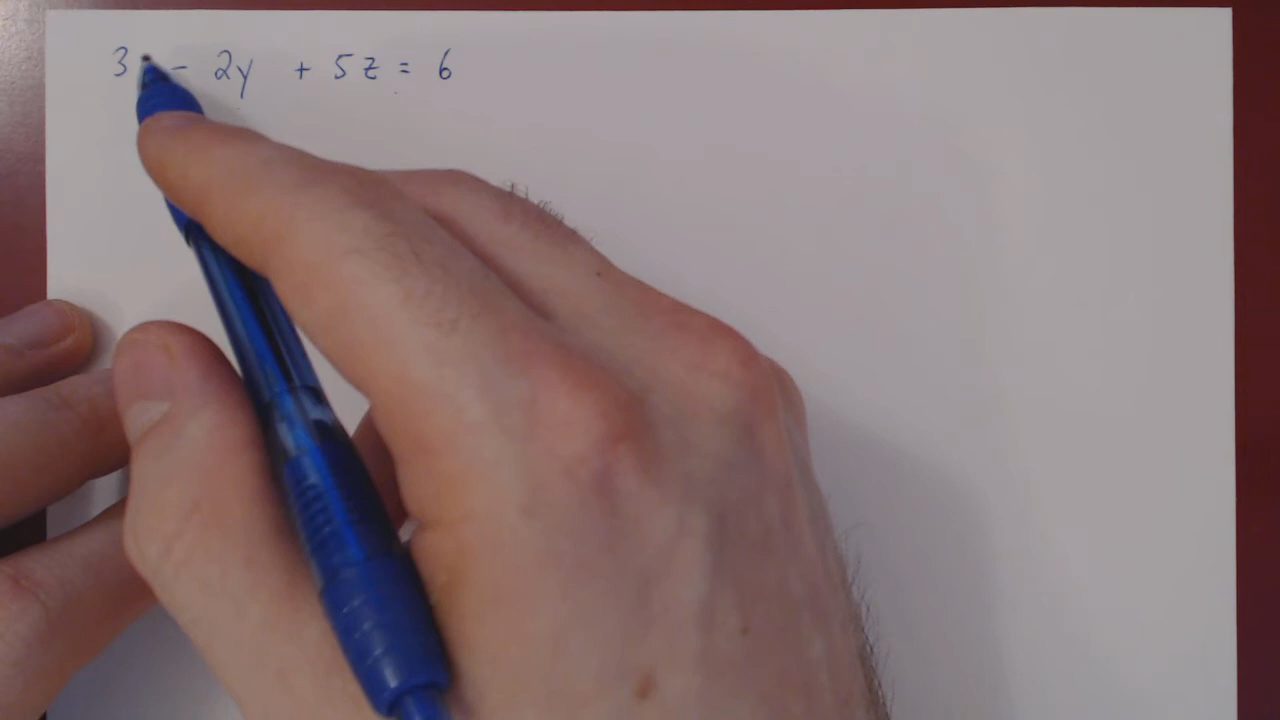 3 - 2y + 5z = 6